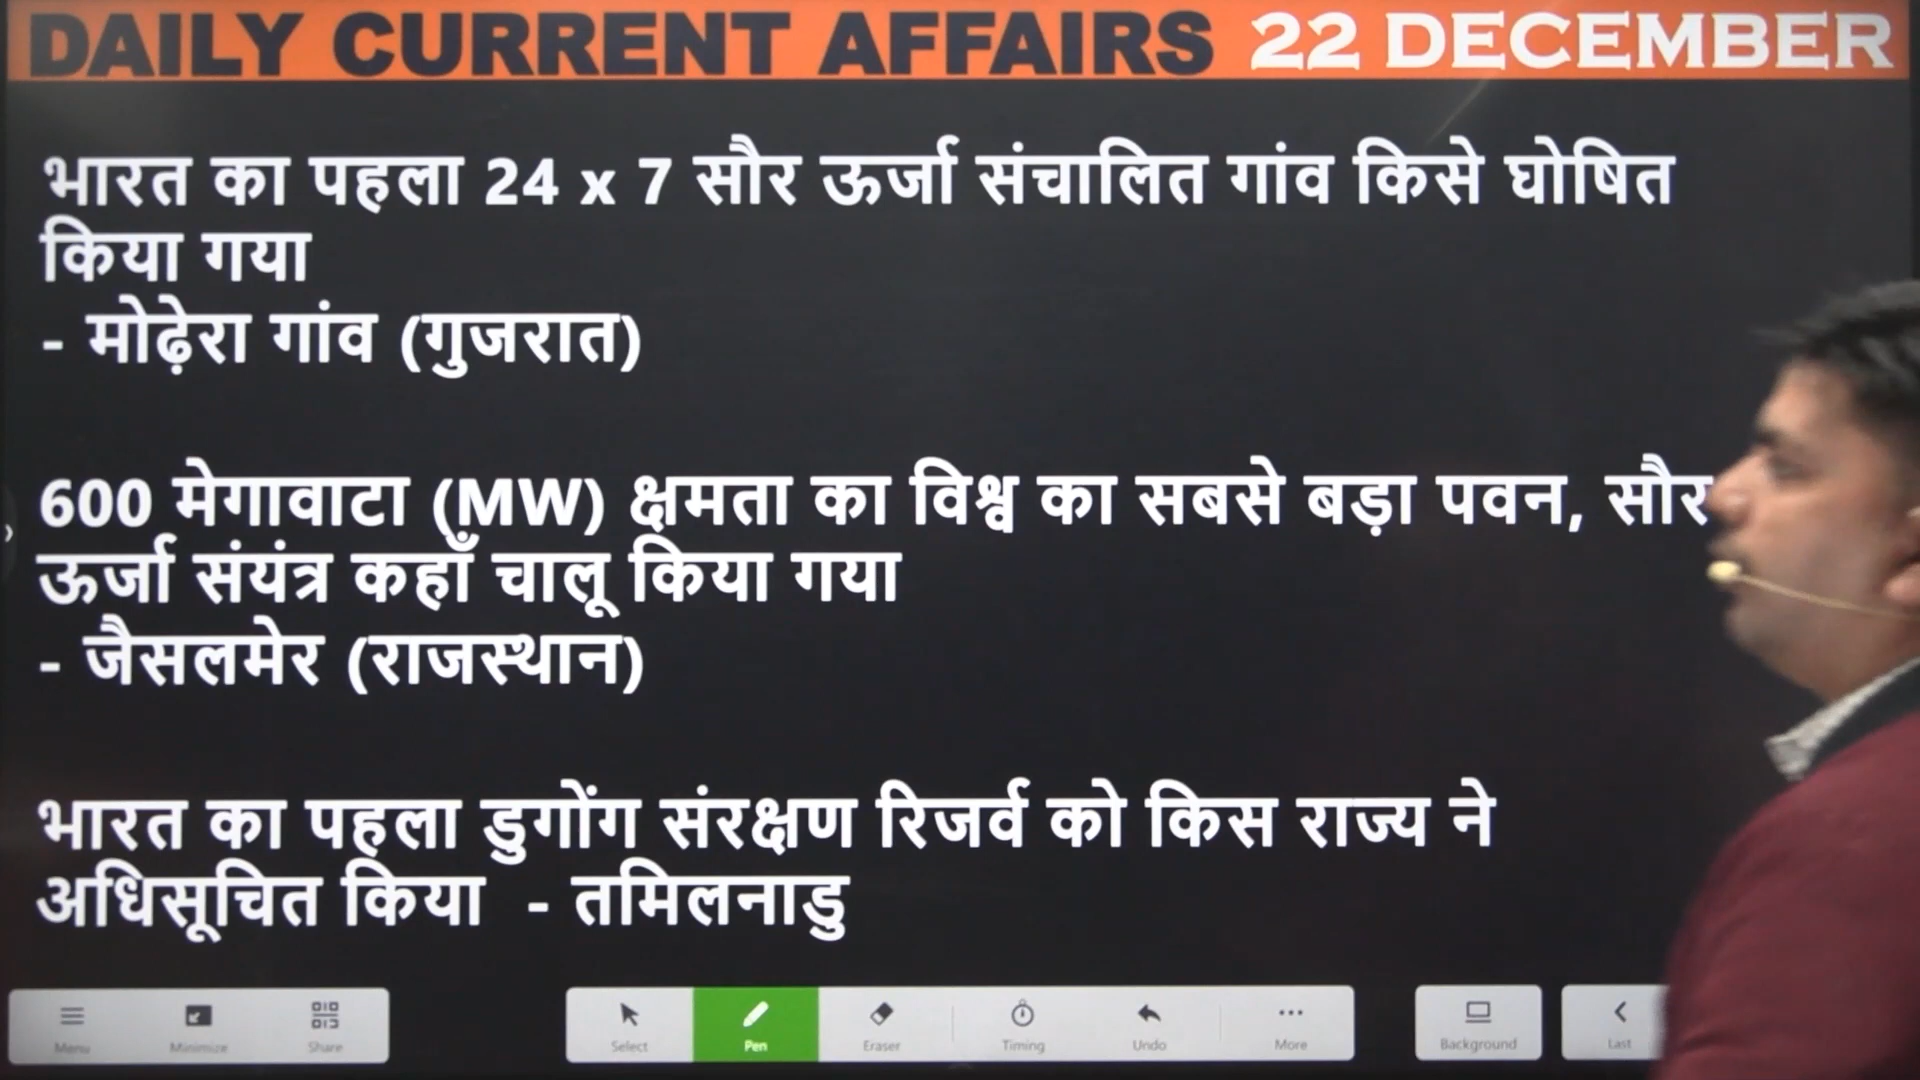 DAILY CURRENT AFFAIRS 22 DECEMBER
भारत का पहला 24 x 7 सौर ऊर्जा संचालित गांव किसे घोषित
किया गया
- मोढ़ेरा गांव (गुजरात)
600 मेगावाटा (MW) क्षमता का विश्व का सबसे बड़ा पवन, सौर
ऊर्जा संयंत्र कहाँ चालू किया गया
- जैसलमेर (राजस्थान)
भारत का पहला डुगोंग संरक्षण रिजर्व को किस राज्य ने
अधिसूचित किया - तमिलनाडु
Menu Minimize Share Select Pen Eraser Timing Undo More Background Last